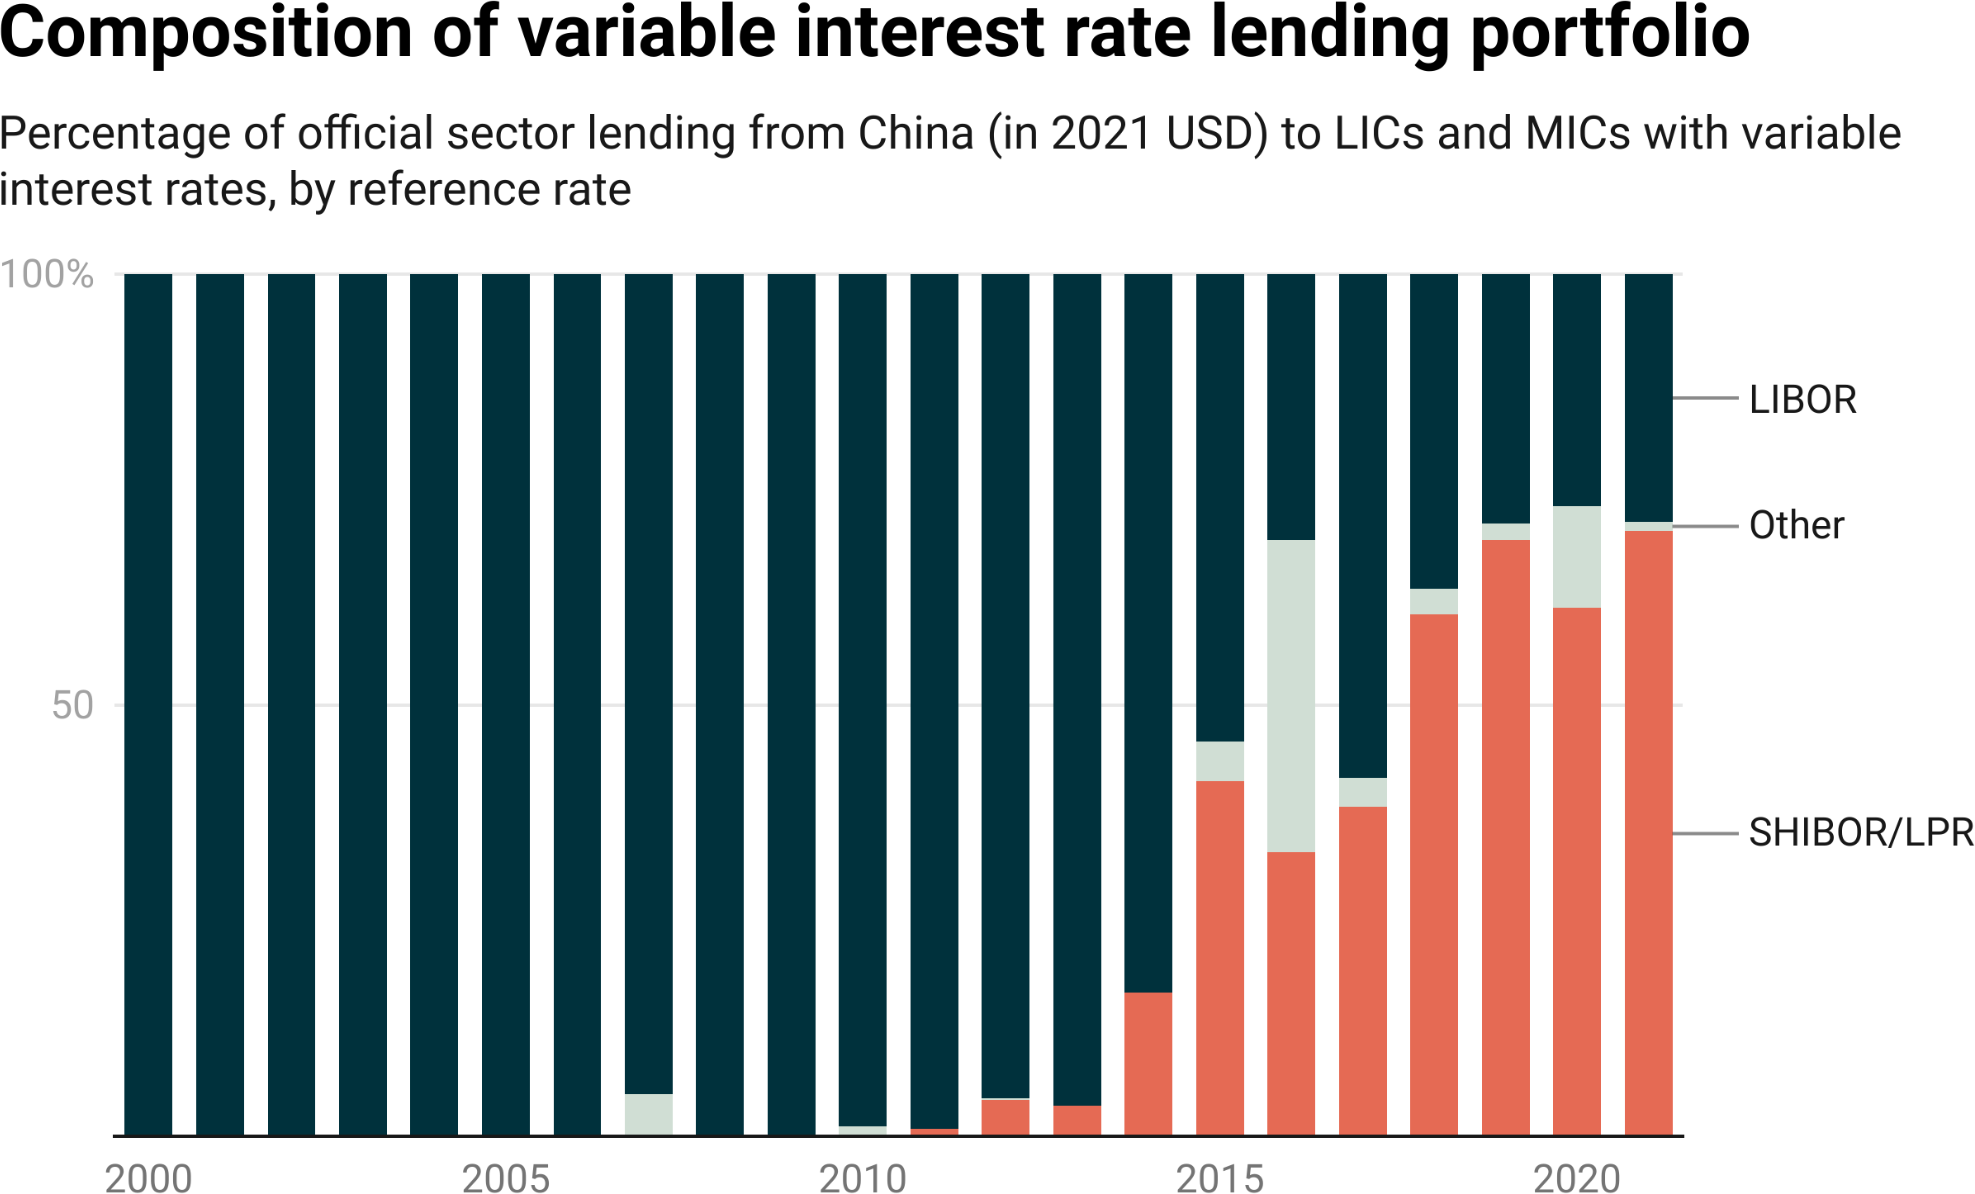 Composition of variable interest rate lending portfolio
Percentage of official sector lending from China (in 2021 USD) to LICs and MICs with variable
interest rates, by reference rate
100%
LIBOR
Other
50
SHIBOR/LPR
2000 2005 2010 2015 2020